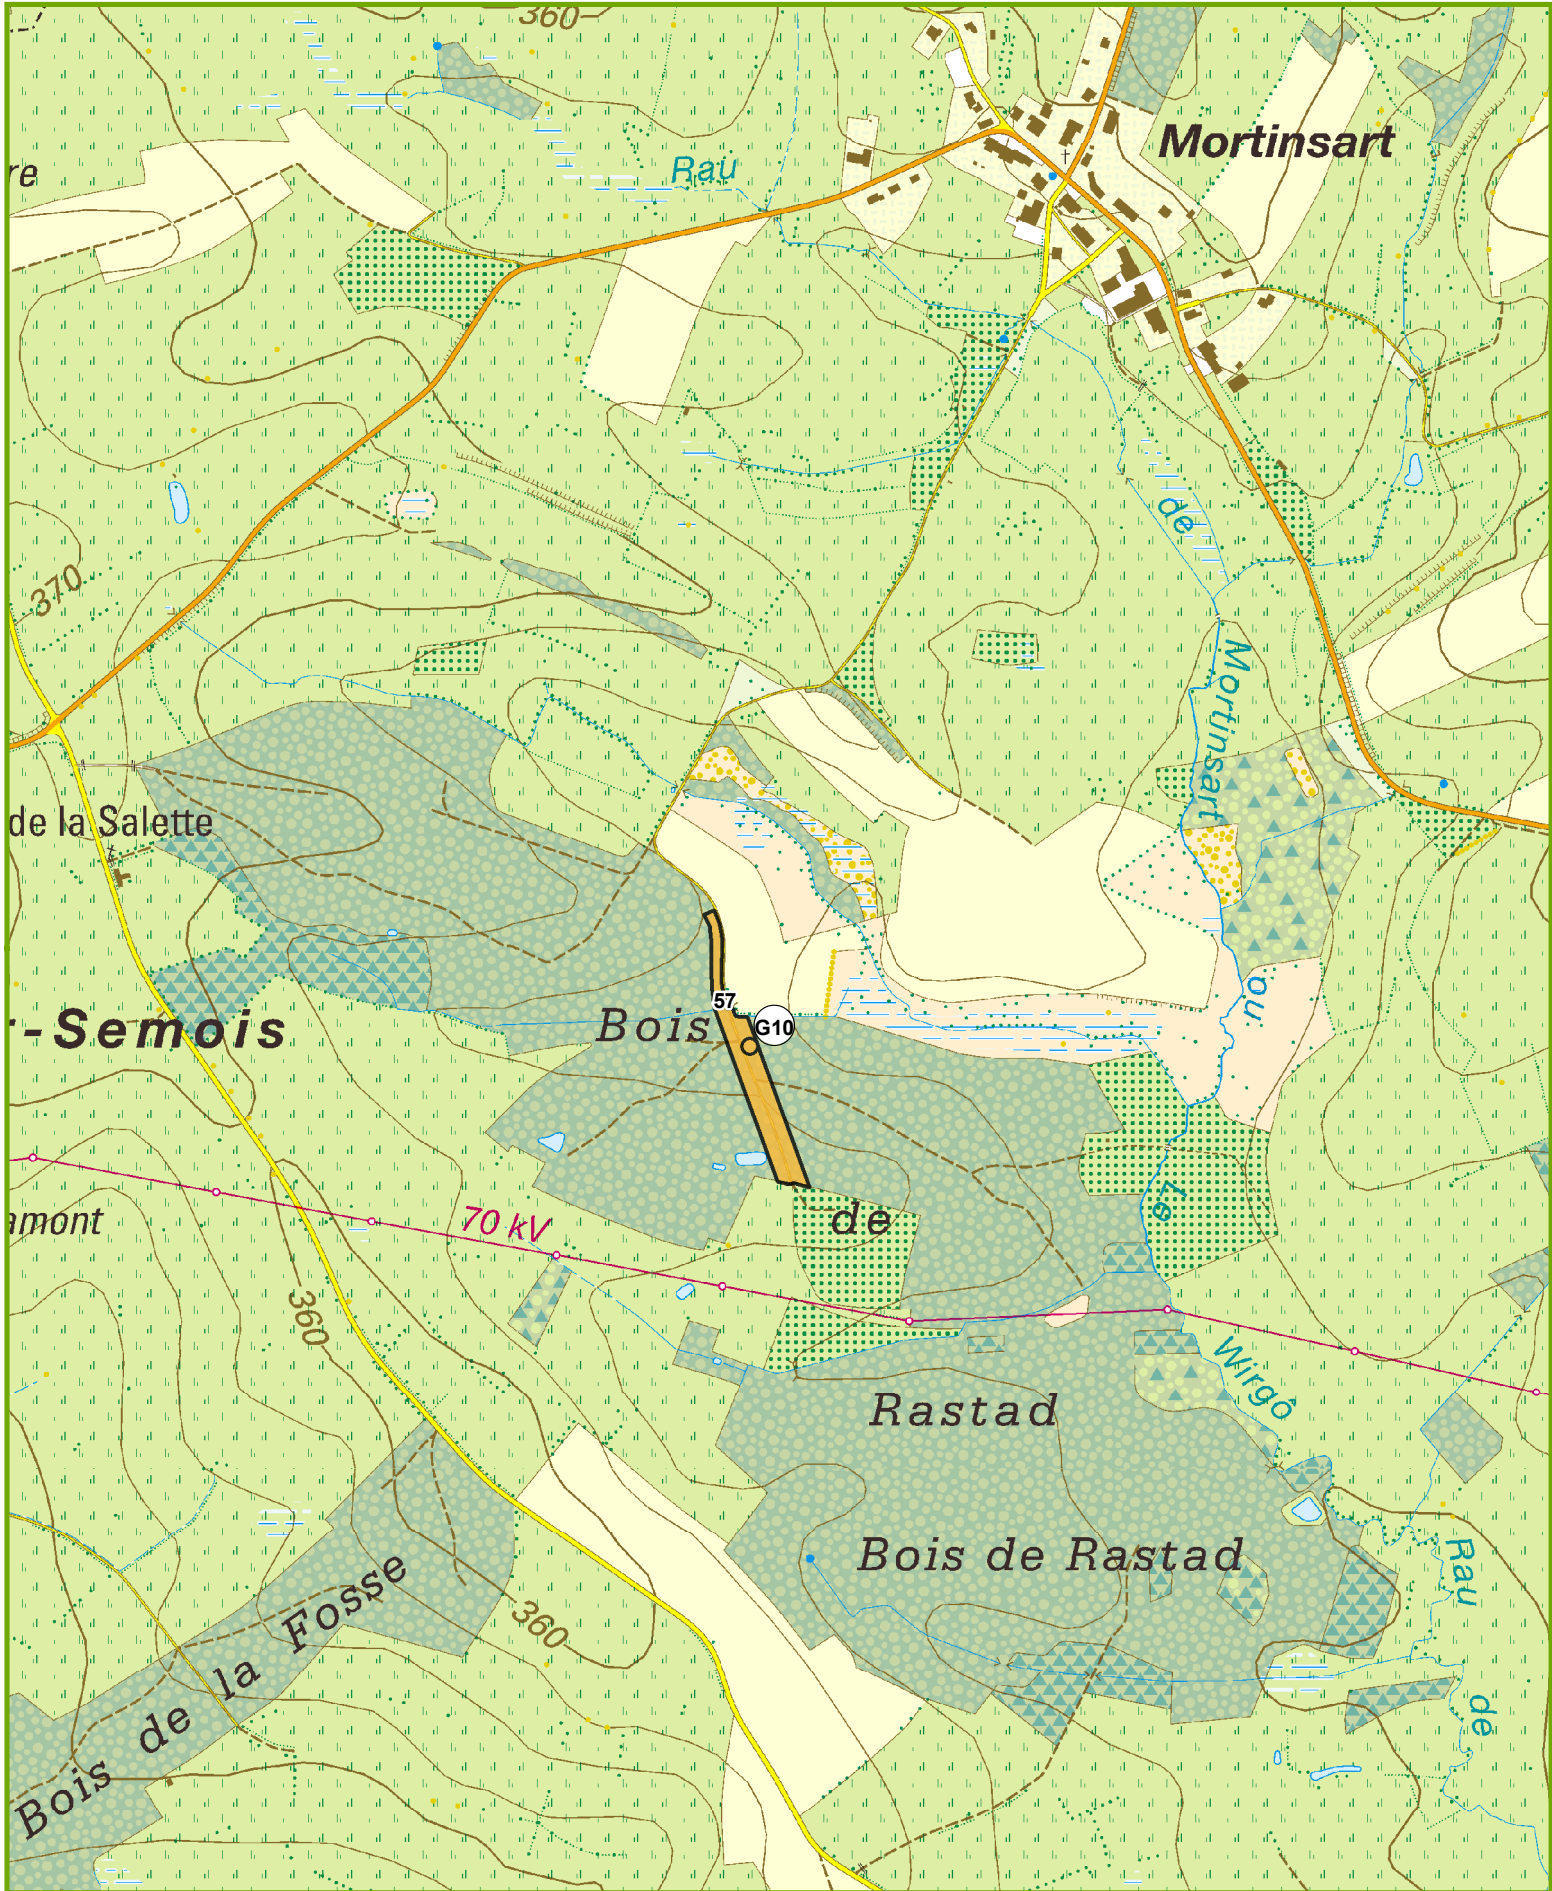 360
Mortinsart
re
Rau
de
370
Mortinsart
de la Salette
ou
57
Bois
G10
r-Semois
Le
de
amont
70 kV
360
Wirgô
Rastad
Bois de Rastad
Rau
de
360
Bois de la Fosse